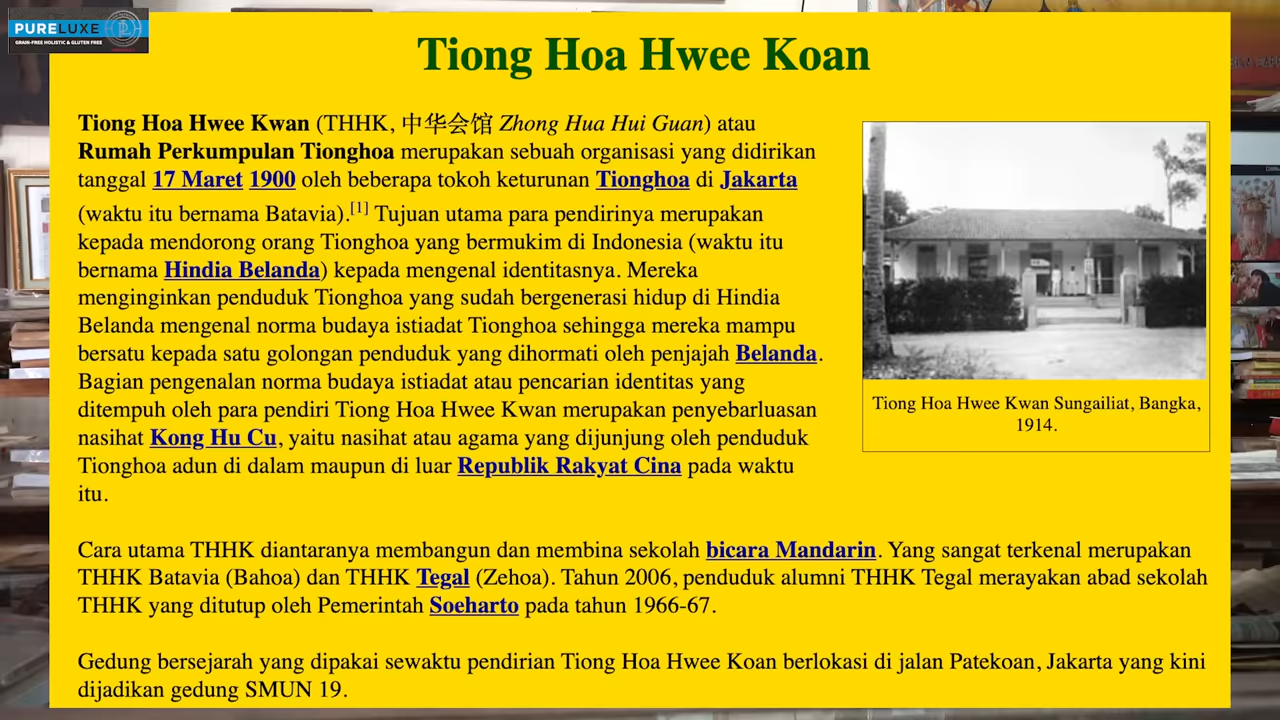 PURELUXE
GRAIN-FREE HOLISTIC & GLUTEN FREE
Tiong Hoa Hwee Koan
Tiong Hoa Hwee Kwan (THHK, 中华会馆 Zhong Hua Hui Guan) atau
Rumah Perkumpulan Tionghoa merupakan sebuah organisasi yang didirikan
tanggal 17 Maret 1900 oleh beberapa tokoh keturunan Tionghoa di Jakarta
(waktu itu bernama Batavia).[1] Tujuan utama para pendirinya merupakan
kepada mendorong orang Tionghoa yang bermukim di Indonesia (waktu itu
bernama Hindia Belanda) kepada mengenal identitasnya. Mereka
menginginkan penduduk Tionghoa yang sudah bergenerasi hidup di Hindia
Belanda mengenal norma budaya istiadat Tionghoa sehingga mereka mampu
bersatu kepada satu golongan penduduk yang dihormati oleh penjajah Belanda.
Bagian pengenalan norma budaya istiadat atau pencarian identitas yang
ditempuh oleh para pendiri Tiong Hoa Hwee Kwan merupakan penyebarluasan
nasihat Kong Hu Cu, yaitu nasihat atau agama yang dijunjung oleh penduduk
Tionghoa adun di dalam maupun di luar Republik Rakyat Cina pada waktu
itu.
Tiong Hoa Hwee Kwan Sungailiat, Bangka,
1914.
Cara utama THHK diantaranya membangun dan membina sekolah bicara Mandarin. Yang sangat terkenal merupakan
THHK Batavia (Bahoa) dan THHK Tegal (Zehoa). Tahun 2006, penduduk alumni THHK Tegal merayakan abad sekolah
THHK yang ditutup oleh Pemerintah Soeharto pada tahun 1966-67.
Gedung bersejarah yang dipakai sewaktu pendirian Tiong Hoa Hwee Koan berlokasi di jalan Patekoan, Jakarta yang kini
dijadikan gedung SMUN 19.